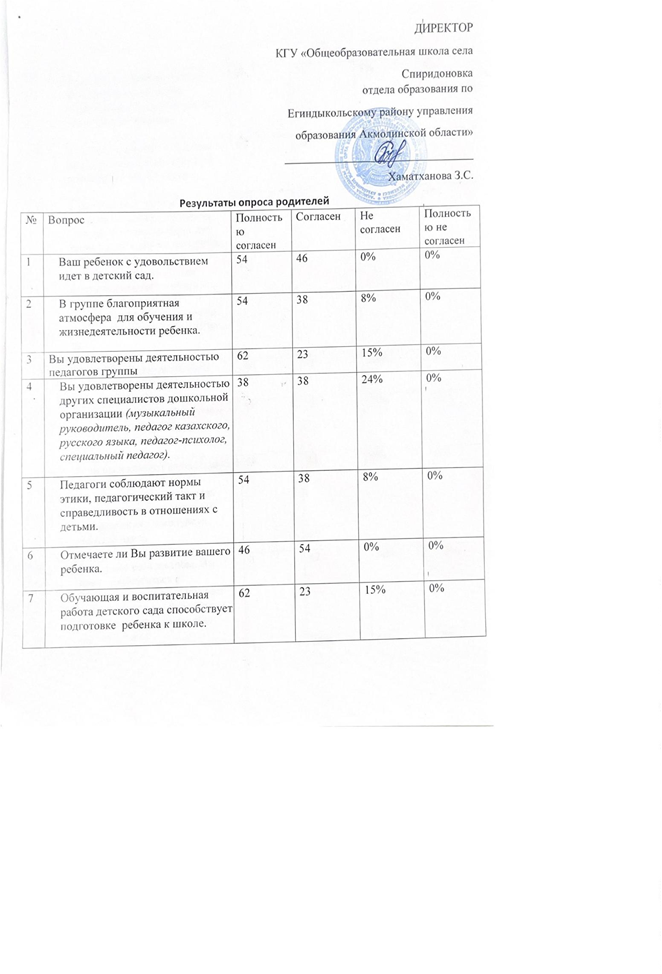 ДИРЕКТОР
КГУ «Общеобразовательная школа села
Спиридоновка
отдела образования по
Егиндыкольскому району управления
образования Акмолинской области»
Хаматханова З.С.
Результаты опроса родителей
№ Вопрос Полность Согласен Не Полность
ю согласен ю не
согласен согласен
1 Ваш ребенок с удовольствием 54 46 0% 0%
идет в детский сад.
2 В группе благоприятная 54 38 8% 0%
атмосфера для обучения и
жизнедеятельности ребенка.
3 Вы удовлетворены деятельностью 62 23 15% 0%
педагогов группы
4 Вы удовлетворены деятельностью 38 38 24% 0%
других специалистов дошкольной
организации (музыкальный
руководитель, педагог казахского,
русского языка, педагог-психолог,
специальный педагог).
5 Педагоги соблюдают нормы 54 38 8% 0%
этики, педагогический такт и
справедливость в отношениях с
детьми.
6 Отмечаете ли Вы развитие вашего 46 54 0% 0%
ребенка.
7 Обучающая и воспитательная 62 23 15% 0%
работа детского сада способствует
подготовке ребенка к школе.